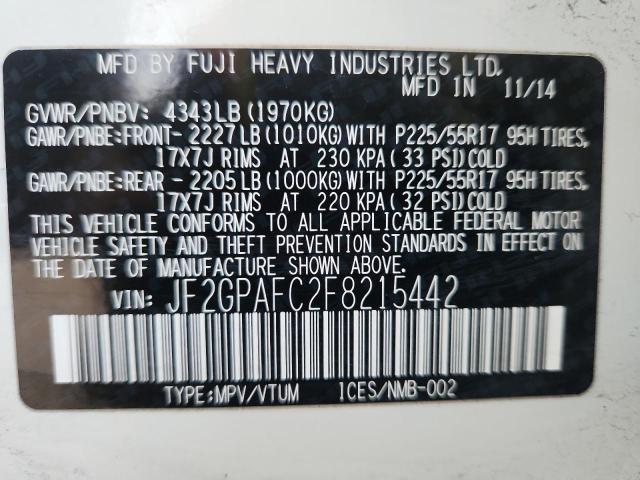 MFD BY FUJI HEAVY INDUSTRIES LTD.
MFD IN 11/14
GVWR/PNBV: 4343LB (1970KG)
GAWR/PNBE:FRONT- 2227LB (1010KG) WITH P225/55R17 95H TIRES,
17X7J RIMS AT 230 KPA (33 PSI) COLD
GAWR/PNBE:REAR - 2205LB (1000KG) WITH P225/55R17 95H TIRES,
17X7J RIMS AT 220 KPA (32 PSI) COLD
THIS VEHICLE CONFORMS TO ALL APPLICABLE FEDERAL MOTOR
VEHICLE SAFETY AND THEFT PREVENTION STANDARDS IN EFFECT ON
THE DATE OF MANUFACTURE SHOWN ABOVE.
VIN: JF2GPAFC2F8215442
TYPE:MPV/VTUM ICES/NMB-002